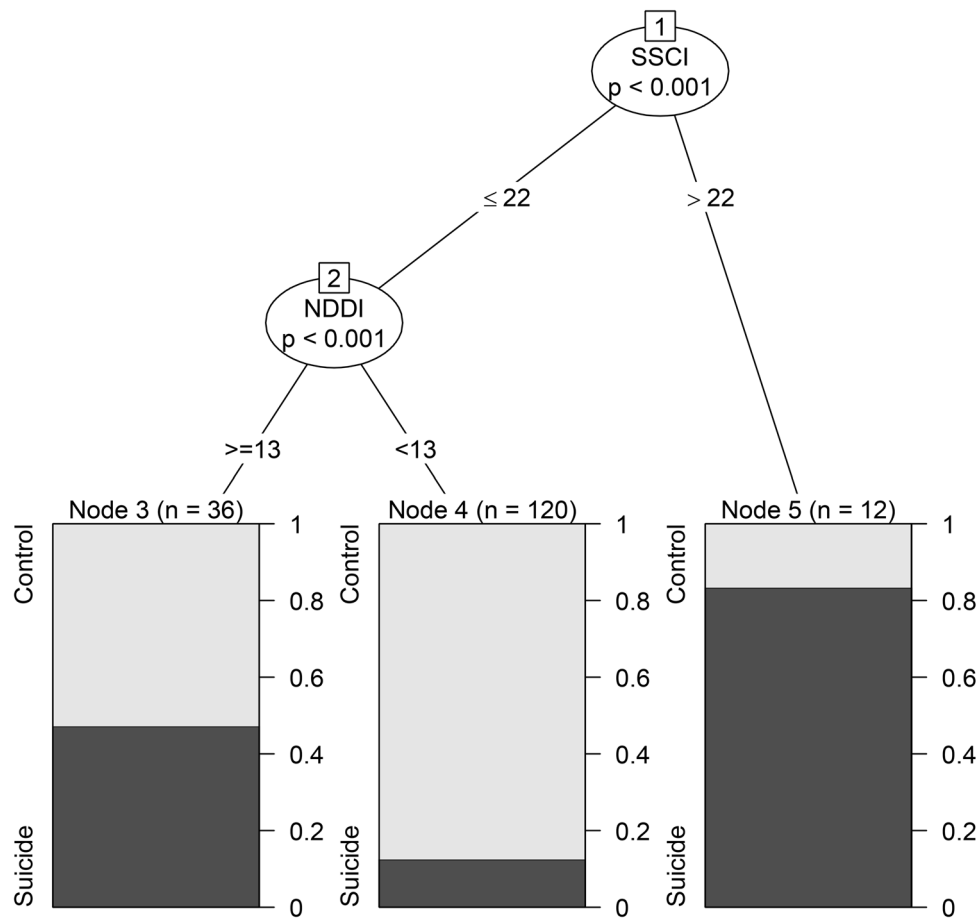 1
SSCI
p < 0.001
≤ 22
> 22
2
NDDI
p < 0.001
>=13
<13
Node 3 (n = 36)
Control
Suicide
1
0.8
0.6
0.4
0.2
0
Node 4 (n = 120)
Control
Suicide
1
0.8
0.6
0.4
0.2
0
Node 5 (n = 12)
Control
Suicide
1
0.8
0.6
0.4
0.2
0